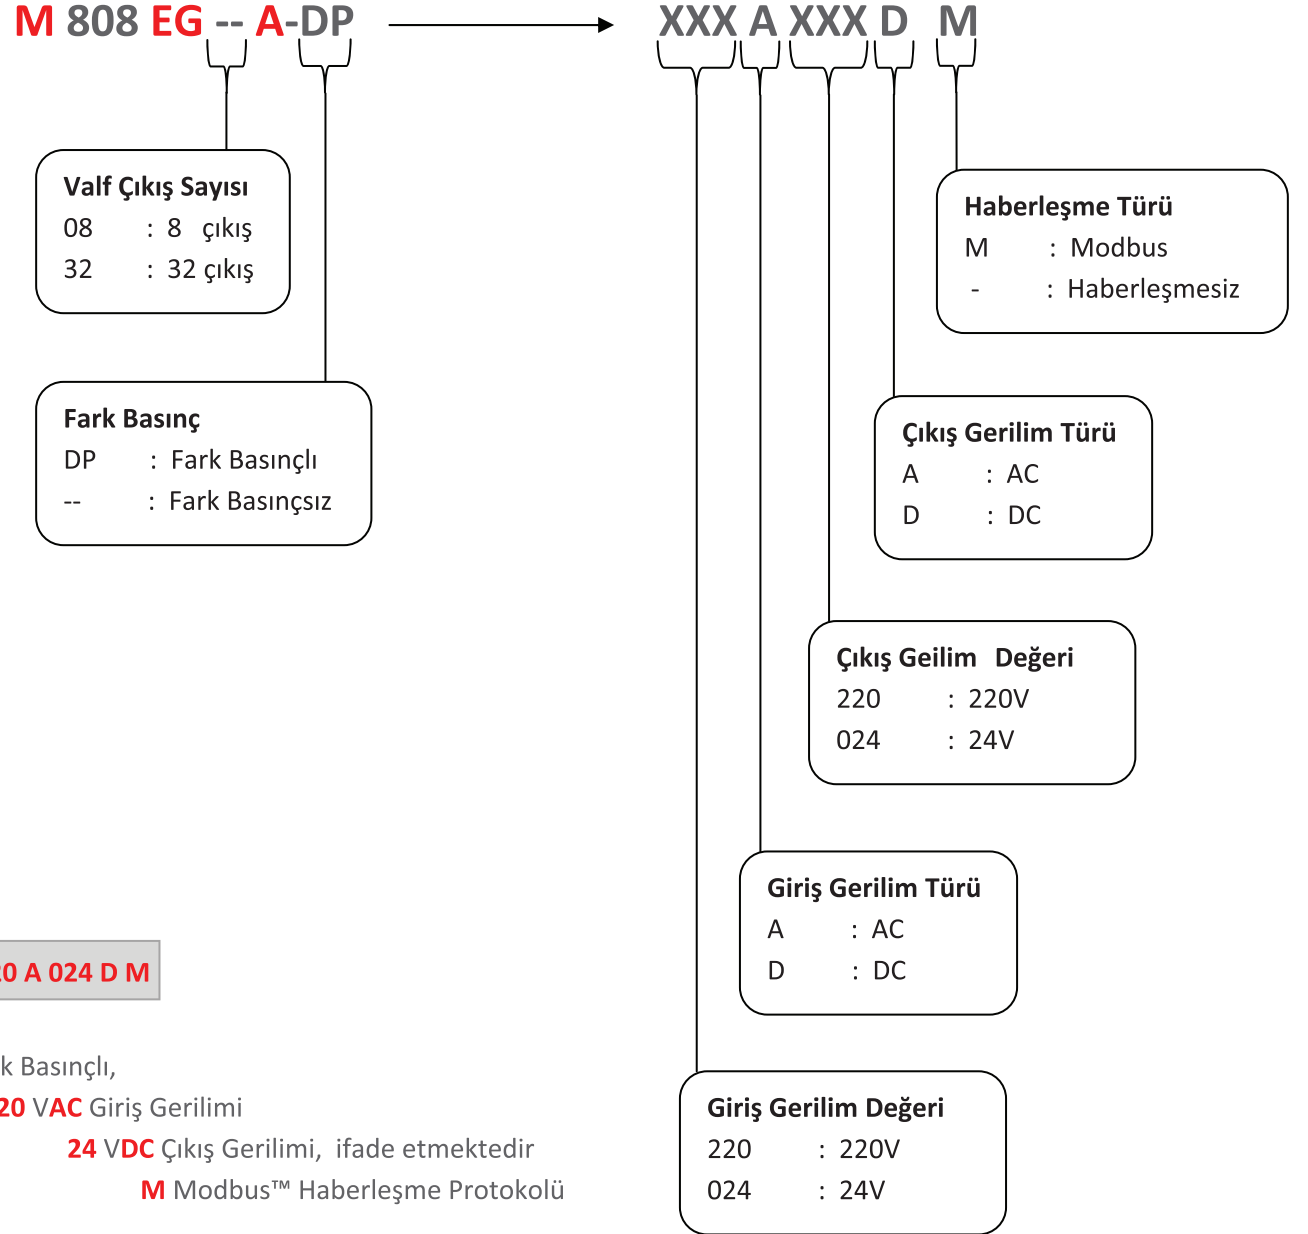 M 808 EG -- A-DP XXX A XXX D M
Valf Çıkış Sayısı
08 : 8 çıkış
32 : 32 çıkış
Haberleşme Türü
M : Modbus
- : Haberleşmesiz
Fark Basınç
DP : Fark Basınçlı
-- : Fark Basınçsız
Çıkış Gerilim Türü
A : AC
D : DC
Çıkış Geilim Değeri
220 : 220V
024 : 24V
Giriş Gerilim Türü
A : AC
D : DC
20 A 024 D M
k Basınçlı,
20 VAC Giriş Gerilimi
24 VDC Çıkış Gerilimi, ifade etmektedir
M Modbus™ Haberleşme Protokolü
Giriş Gerilim Değeri
220 : 220V
024 : 24V